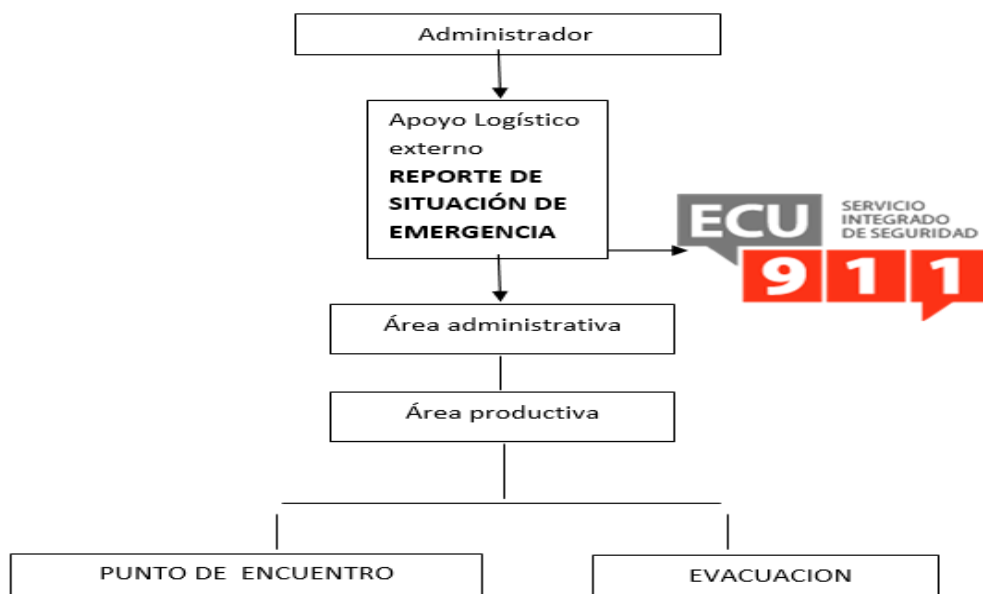 Administrador
Apoyo Logístico
externo
REPORTE DE
SITUACIÓN DE
EMERGENCIA
ECU
SERVICIO
INTEGRADO
DE SEGURIDAD
911
Área administrativa
Área productiva
PUNTO DE ENCUENTRO
EVACUACION